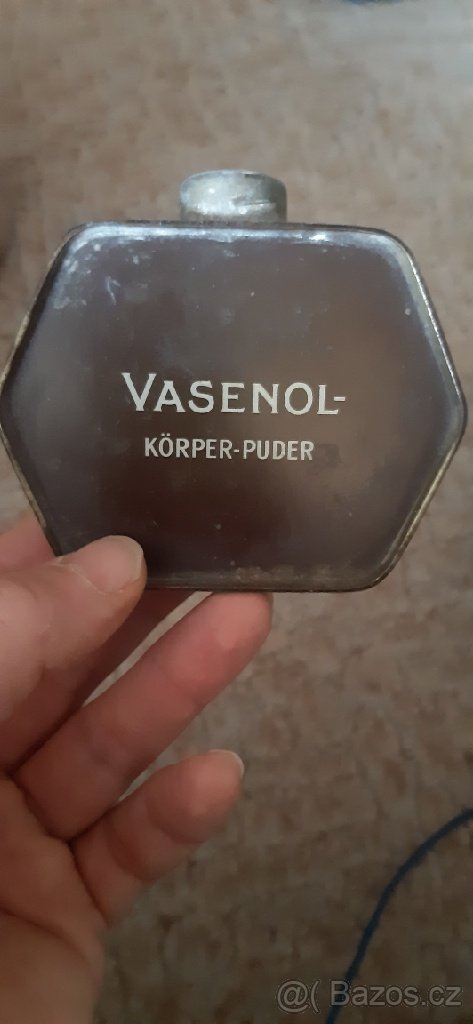 VASENOL-
KÖRPER-PUDER
@( Bazos.cz